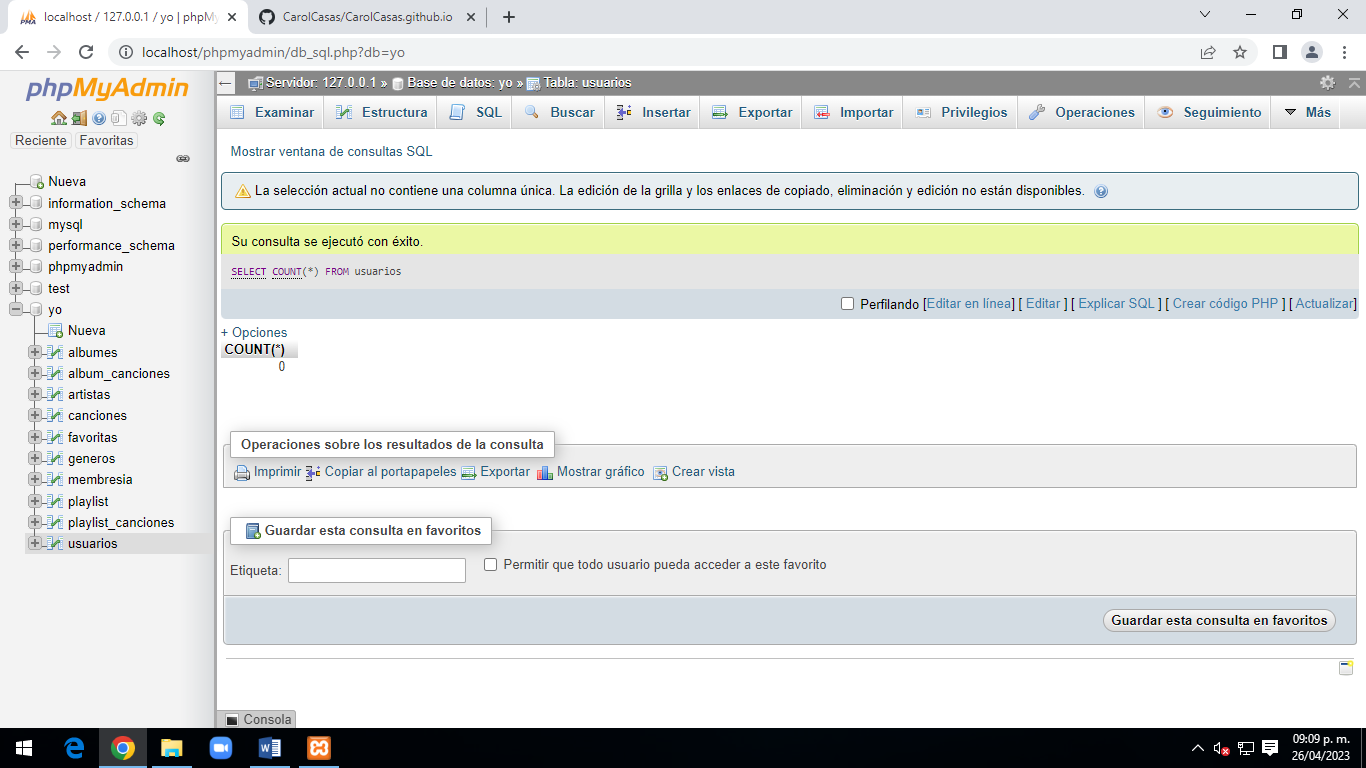 localhost / 127.0.0.1 / yo | phpMy
CarolCasas/CarolCasas.github.io
localhost/phpmyadmin/db_sql.php?db=yo
phpMyAdmin
Reciente
Favoritas
Nueva
information_schema
mysql
performance_schema
phpmyadmin
test
yo
Nueva
albumes
album_canciones
artistas
canciones
favoritas
generos
membresia
playlist
playlist_canciones
usuarios
Servidor: 127.0.0.1 » Base de datos: yo » Tabla: usuarios
Examinar Estructura SQL Buscar Insertar Exportar Importar Privilegios Operaciones Seguimiento Más
Mostrar ventana de consultas SQL
La selección actual no contiene una columna única. La edición de la grilla y los enlaces de copiado, eliminación y edición no están disponibles.
Su consulta se ejecutó con éxito.
SELECT COUNT(*) FROM usuarios
Perfilando [Editar en línea] [ Editar ] [ Explicar SQL ] [ Crear código PHP ] [ Actualizar]
+ Opciones
COUNT(*)
0
Operaciones sobre los resultados de la consulta
Imprimir Copiar al portapapeles Exportar Mostrar gráfico Crear vista
Guardar esta consulta en favoritos
Etiqueta:
Permitir que todo usuario pueda acceder a este favorito
Guardar esta consulta en favoritos
Consola
09:09 p. m.
26/04/2023